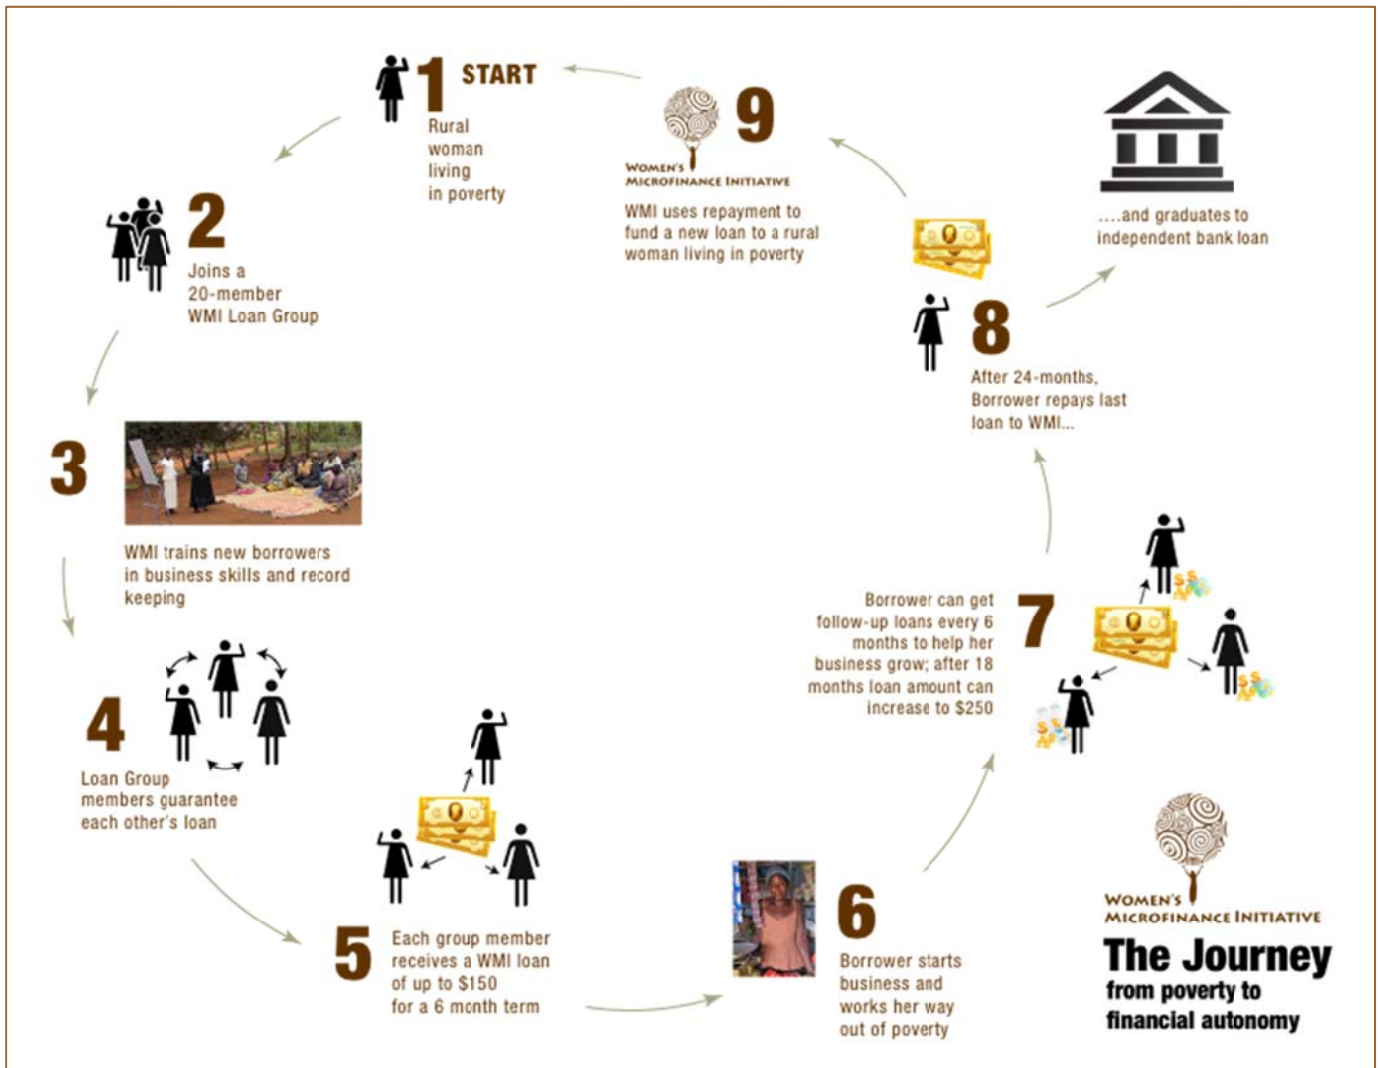 1 START
Rural
woman
living
in poverty
2
Joins a
20-member
WMI Loan Group
3
WMI trains new borrowers
in business skills and record
keeping
4
Loan Group
members guarantee
each other's loan
5
Each group member
receives a WMI loan
of up to $150
for a 6 month term
6
Borrower starts
business and
works her way
out of poverty
7
Borrower can get
follow-up loans every 6
months to help her
business grow; after 18
months loan amount can
increase to $250
8
After 24-months,
Borrower repays last
loan to WMI...
....and graduates to
independent bank loan
9
WOMEN'S
MICROFINANCE INITIATIVE
WMI uses repayment to
fund a new loan to a rural
woman living in poverty
WOMEN'S
MICROFINANCE INITIATIVE
The Journey
from poverty to
financial autonomy